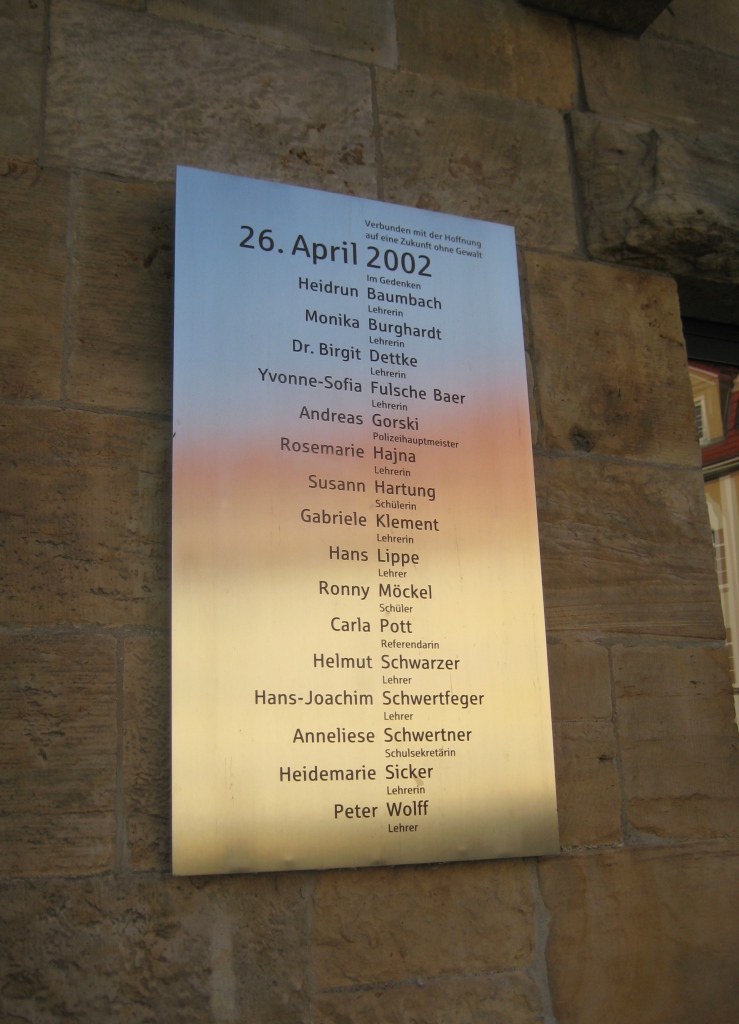 Verbunden mit der Hoffnung
auf eine Zukunft ohne Gewalt
26. April 2002
Im Gedenken
Heidrun Baumbach
Lehrerin
Monika Burghardt
Lehrerin
Dr. Birgit Dettke
Lehrerin
Yvonne-Sofia Fulsche Baer
Lehrerin
Andreas Gorski
Polizeihauptmeister
Rosemarie Hajna
Lehrerin
Susann Hartung
Schülerin
Gabriele Klement
Lehrerin
Hans Lippe
Lehrer
Ronny Möckel
Schüler
Carla Pott
Referendarin
Helmut Schwarzer
Lehrer
Hans-Joachim Schwertfeger
Lehrer
Anneliese Schwertner
Schulsekretärin
Heidemarie Sicker
Lehrerin
Peter Wolff
Lehrer